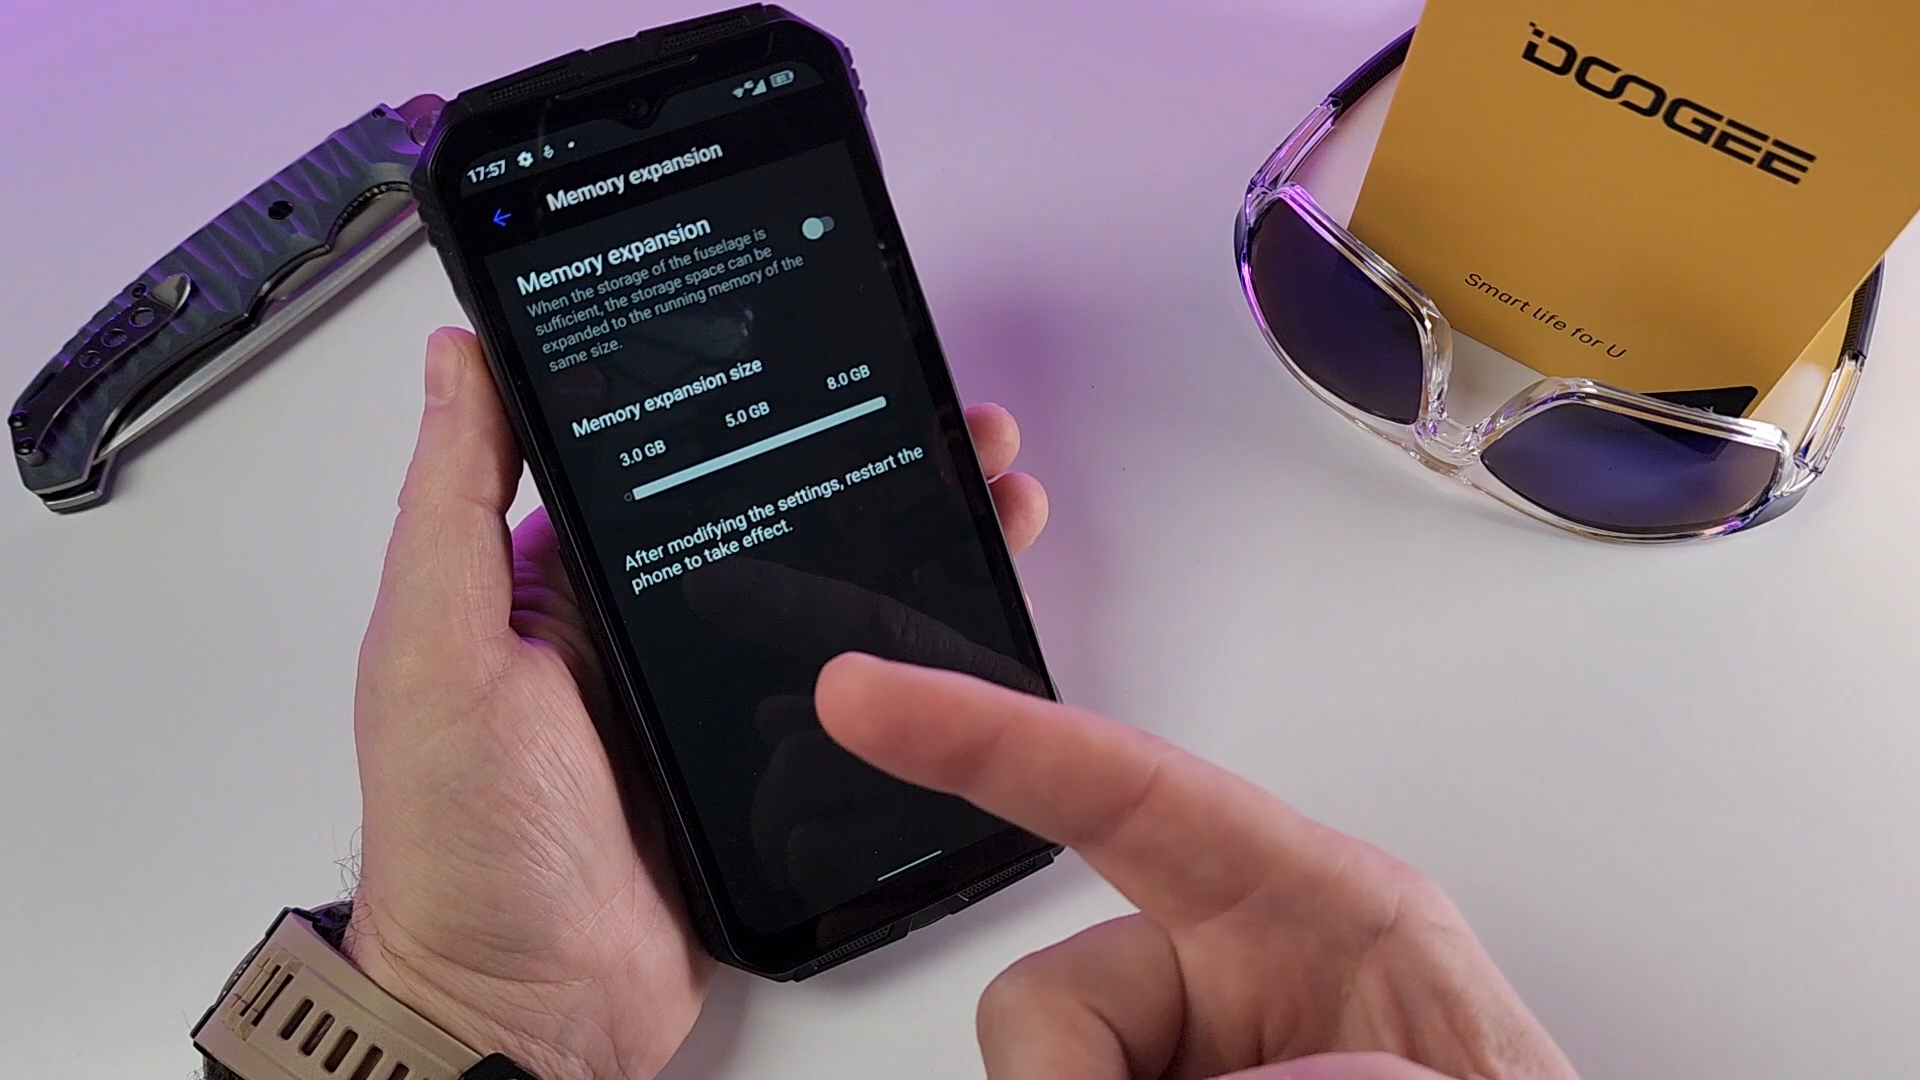 17:57
Memory expansion
Memory expansion
When the storage of the fuselage is
sufficient, the storage space can be
expanded to the running memory of the
same size.
Memory expansion size
3.0 GB
5.0 GB
8.0 GB
After modifying the settings, restart the
phone to take effect.
DOOGEE
Smart life for U